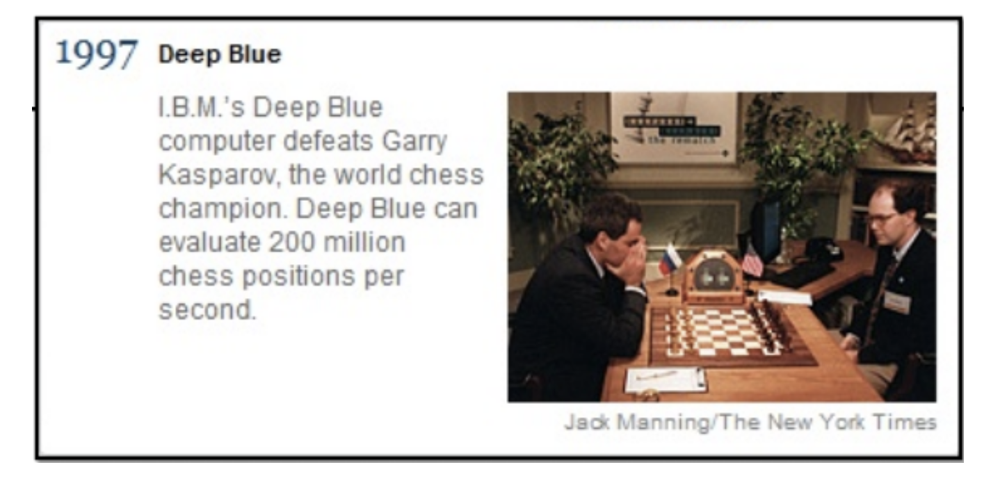 1997 Deep Blue
I.B.M.'s Deep Blue
computer defeats Garry
Kasparov, the world chess
champion. Deep Blue can
evaluate 200 million
chess positions per
second.
the rematch
Jack Manning/The New York Times